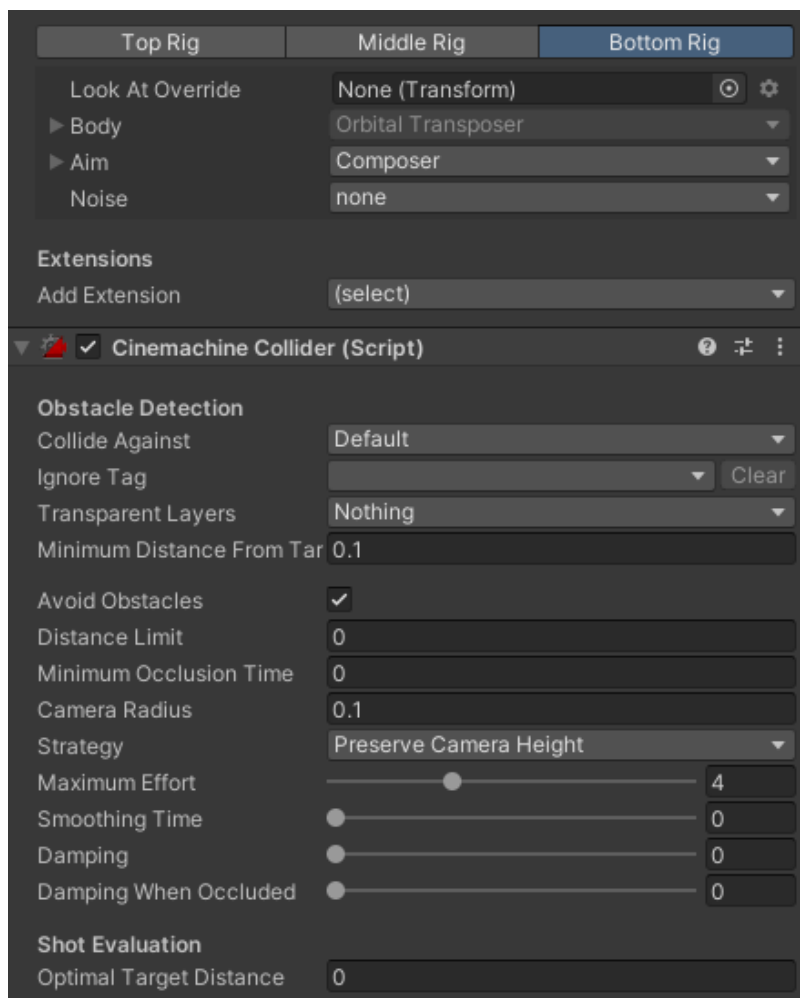 Top Rig Middle Rig Bottom Rig
Look At Override None (Transform)
Body Orbital Transposer
Aim Composer
Noise none
Extensions
Add Extension (select)
Cinemachine Collider (Script)
Obstacle Detection
Collide Against Default
Ignore Tag Clear
Transparent Layers Nothing
Minimum Distance From Tar 0.1
Avoid Obstacles
Distance Limit 0
Minimum Occlusion Time 0
Camera Radius 0.1
Strategy Preserve Camera Height
Maximum Effort 4
Smoothing Time 0
Damping 0
Damping When Occluded 0
Shot Evaluation
Optimal Target Distance 0